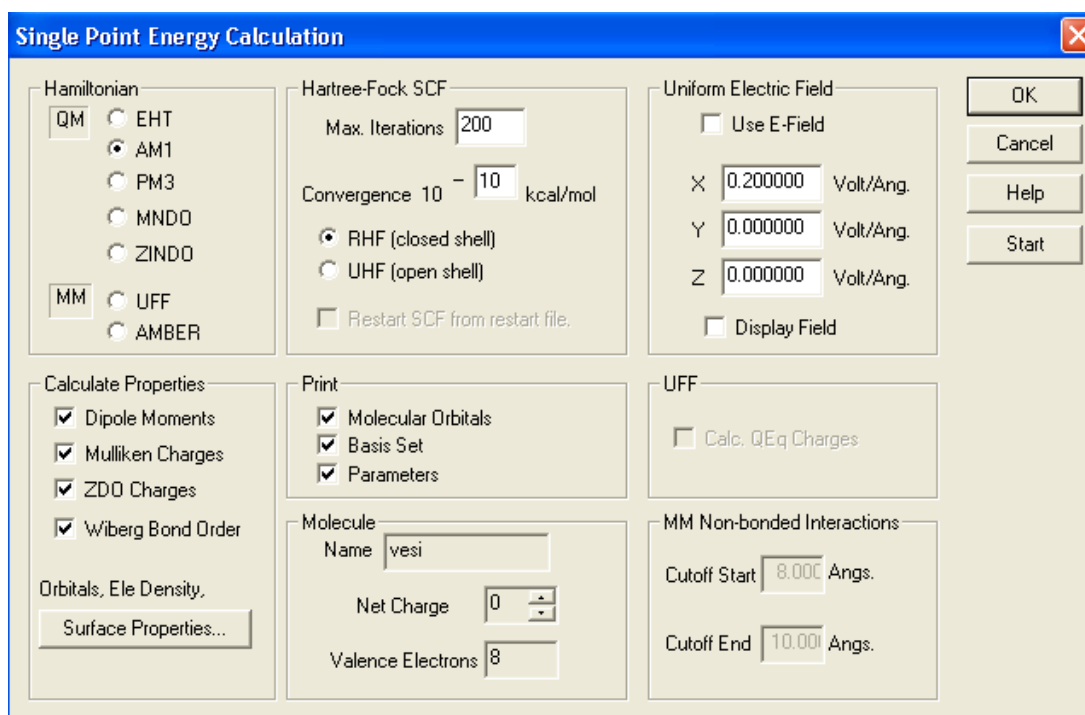 Single Point Energy Calculation
Hamiltonian
QM
EHT
AM1
PM3
MNDO
ZINDO
MM
UFF
AMBER
Hartree-Fock SCF
Max. Iterations 200
Convergence 10 - 10 kcal/mol
RHF (closed shell)
UHF (open shell)
Restart SCF from restart file.
Uniform Electric Field
Use E-Field
X 0.200000 Volt/Ang.
Y 0.000000 Volt/Ang.
Z 0.000000 Volt/Ang.
Display Field
OK
Cancel
Help
Start
Calculate Properties
Dipole Moments
Mulliken Charges
ZDO Charges
Wiberg Bond Order
Orbitals, Ele Density,
Surface Properties...
Print
Molecular Orbitals
Basis Set
Parameters
UFF
Calc. QEq Charges
Molecule
Name vesi
Net Charge 0
Valence Electrons 8
MM Non-bonded Interactions
Cutoff Start 8.000 Angs.
Cutoff End 10.00 Angs.